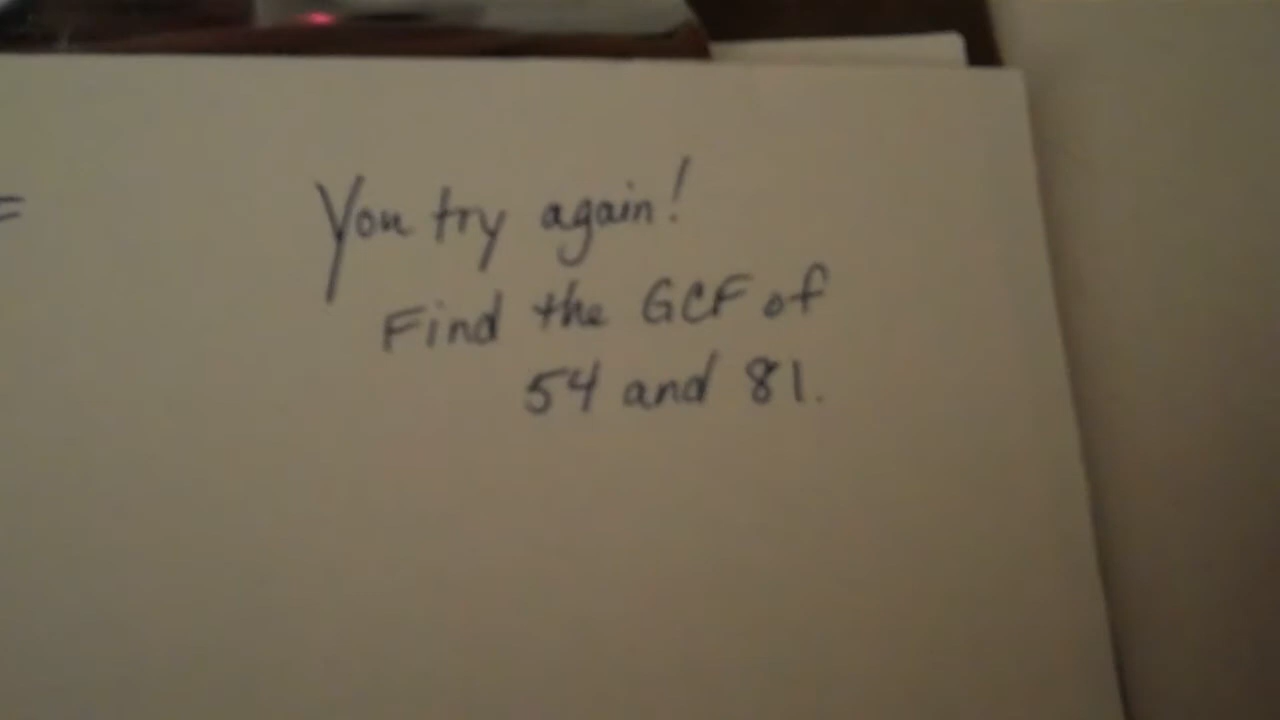 =
You try again!
Find the GCF of
54 and 81.